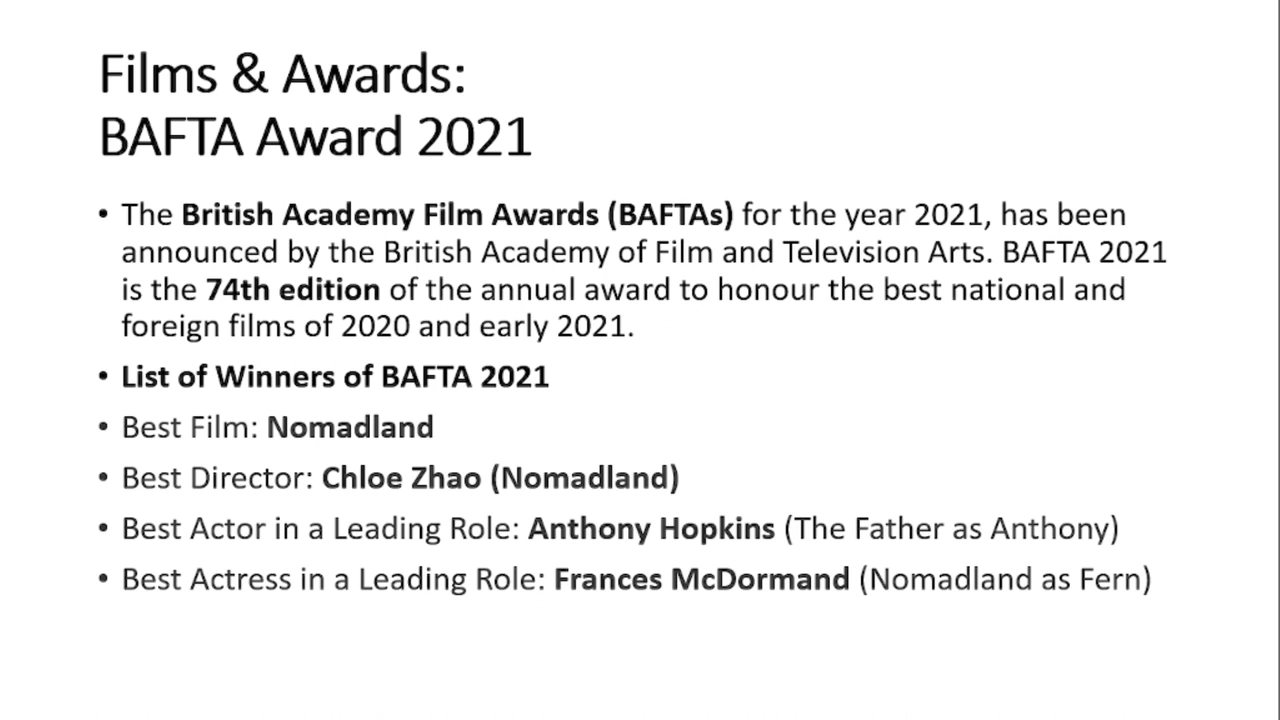 Films & Awards:
BAFTA Award 2021
• The British Academy Film Awards (BAFTAs) for the year 2021, has been
announced by the British Academy of Film and Television Arts. BAFTA 2021
is the 74th edition of the annual award to honour the best national and
foreign films of 2020 and early 2021.
• List of Winners of BAFTA 2021
• Best Film: Nomadland
• Best Director: Chloe Zhao (Nomadland)
• Best Actor in a Leading Role: Anthony Hopkins (The Father as Anthony)
• Best Actress in a Leading Role: Frances McDormand (Nomadland as Fern)